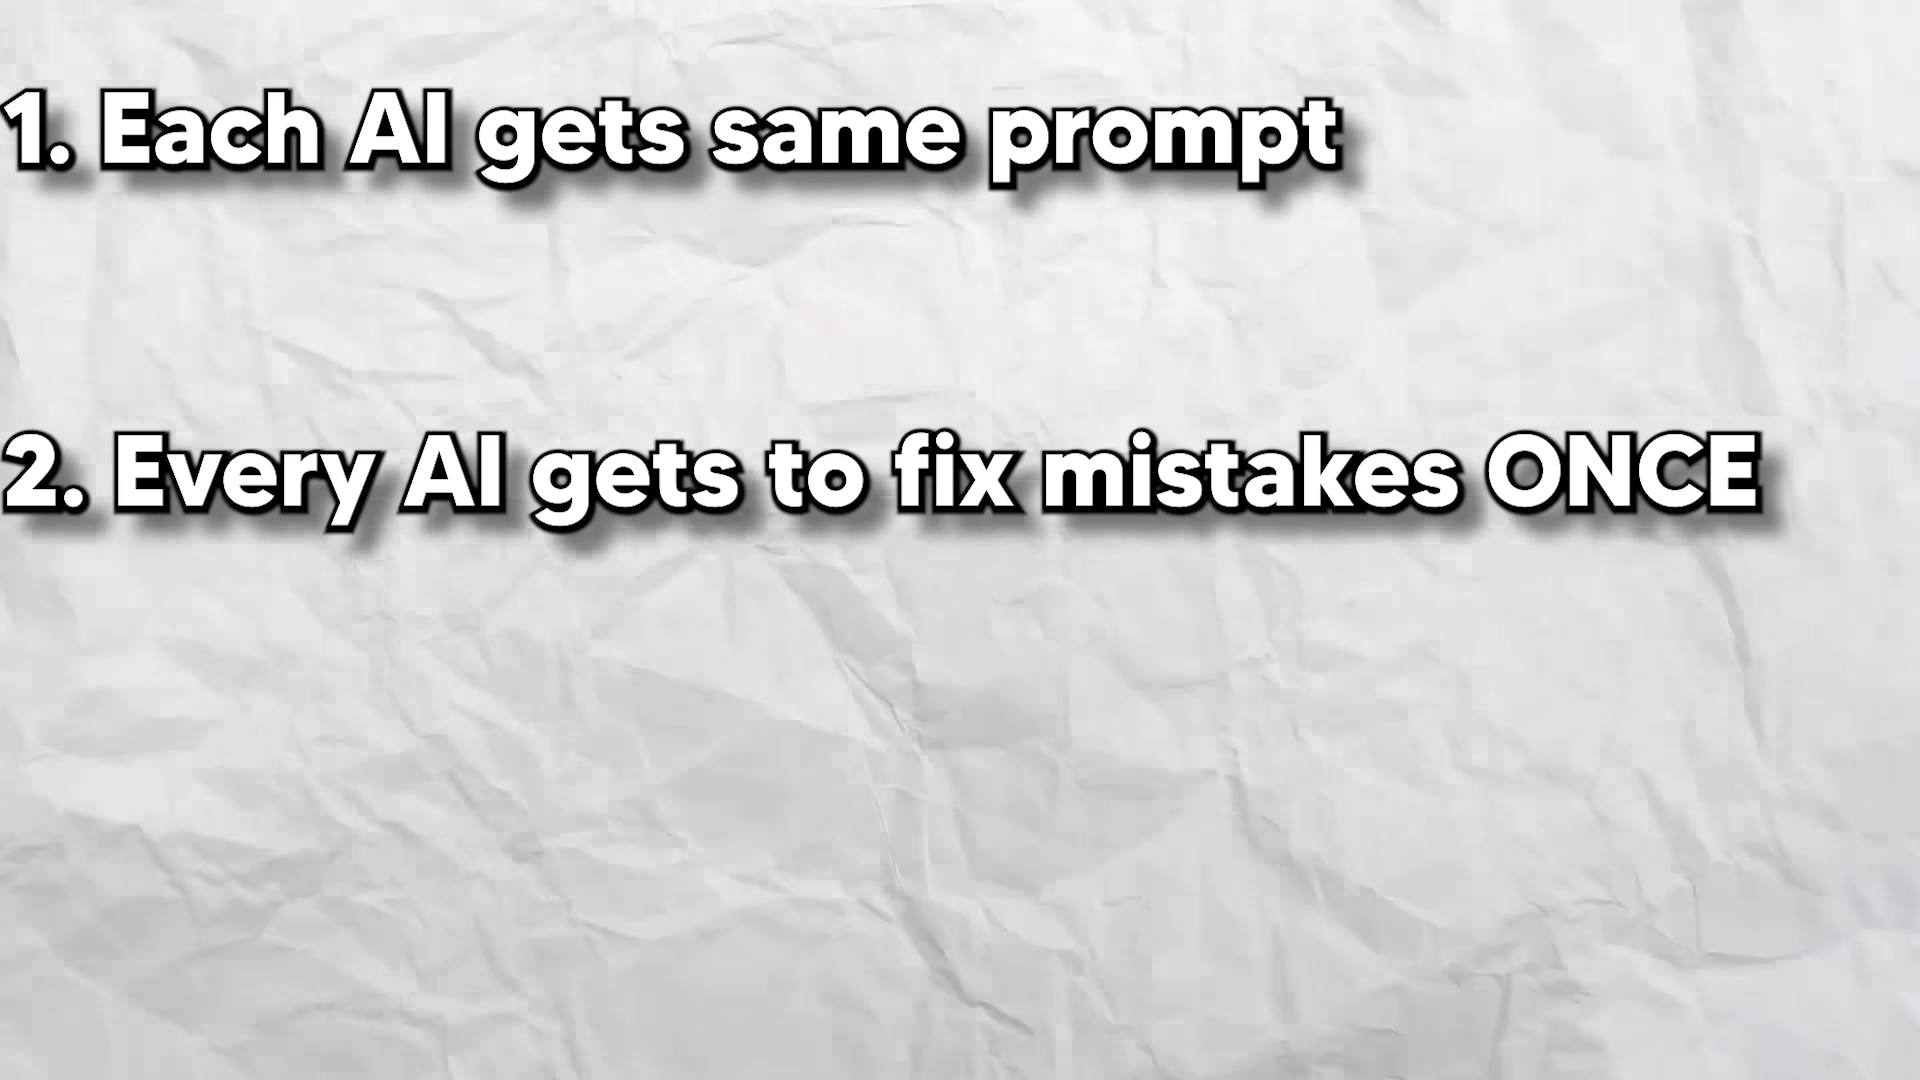 1. Each AI gets same prompt
2. Every AI gets to fix mistakes ONCE